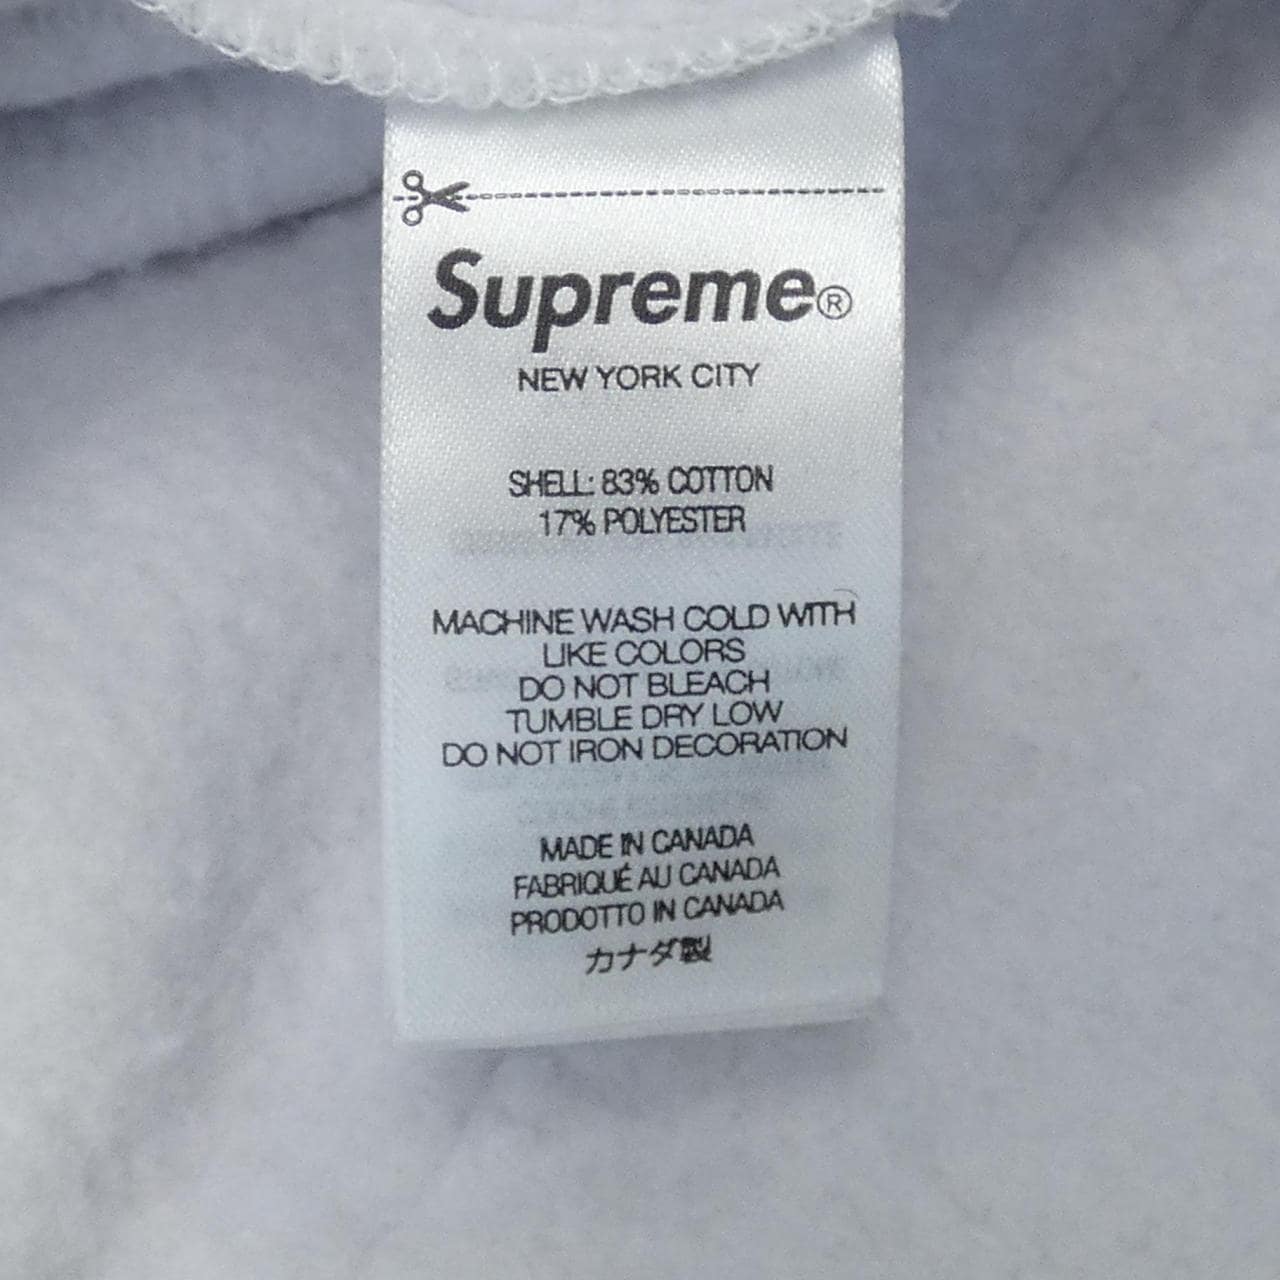 Supreme®
NEW YORK CITY
SHELL: 83% COTTON
17% POLYESTER
MACHINE WASH COLD WITH
LIKE COLORS
DO NOT BLEACH
TUMBLE DRY LOW
DO NOT IRON DECORATION
MADE IN CANADA
FABRIQUÉ AU CANADA
PRODOTTO IN CANADA
カナダ製